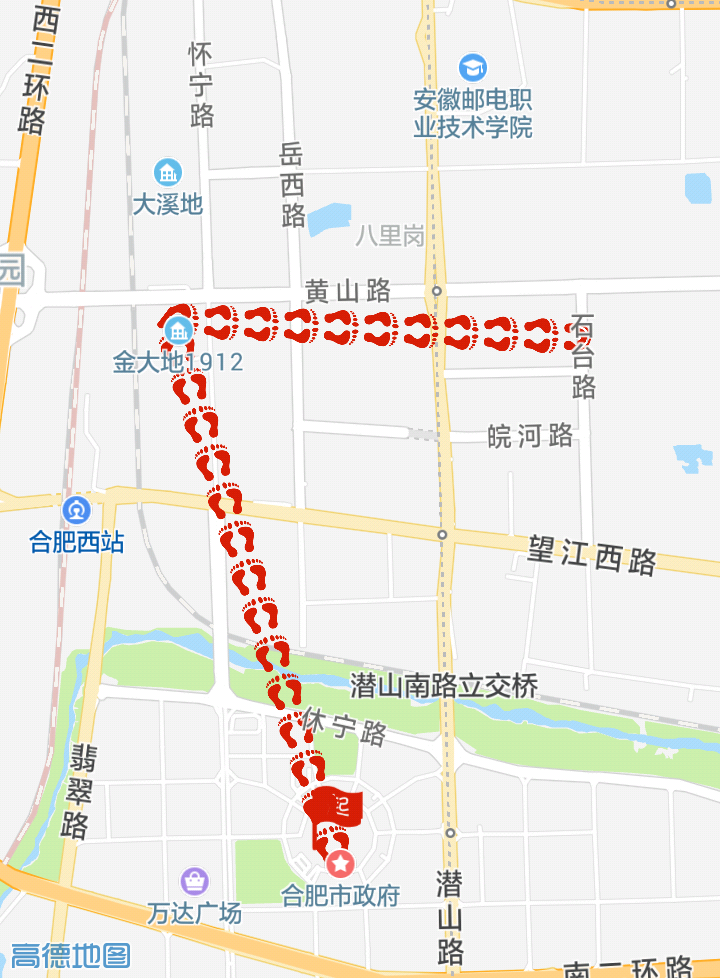 西二环路
怀宁路
安徽邮电职
业技术学院
岳西路
大溪地
八里岗
园
黄山路
石台路
金大地1912
皖河路
合肥西站
望江西路
潜山南路立交桥
休宁路
翡翠路
合肥市政府
万达广场
潜山路
高德地图
南二环路